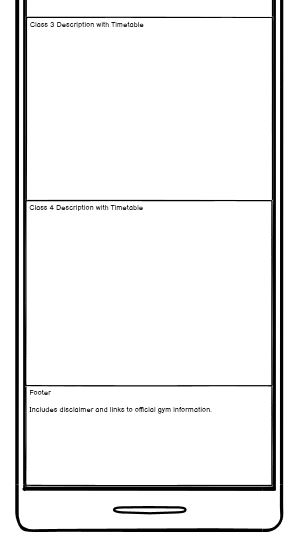 Class 3 Description with Timetable
Class 4 Description with Timetable
Footer
Includes disclaimer and links to official gym information.